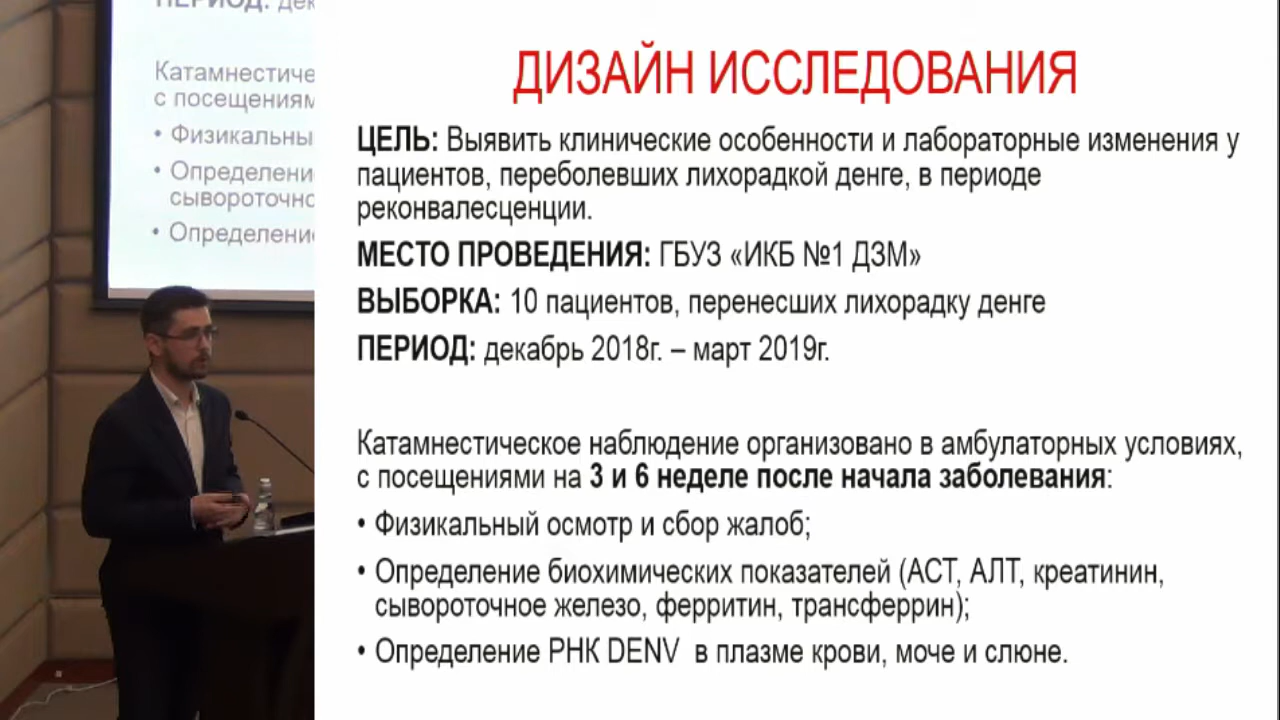 ПЕРИОД: дек
Катамнестиче
с посещениям
• Физикальны
• Определени
сывороточно
• Определени
ДИЗАЙН ИССЛЕДОВАНИЯ
ЦЕЛЬ: Выявить клинические особенности и лабораторные изменения у
пациентов, переболевших лихорадкой денге, в периоде
реконвалесценции.
МЕСТО ПРОВЕДЕНИЯ: ГБУЗ «ИКБ №1 ДЗМ»
ВЫБОРКА: 10 пациентов, перенесших лихорадку денге
ПЕРИОД: декабрь 2018г. – март 2019г.
Катамнестическое наблюдение организовано в амбулаторных условиях,
с посещениями на 3 и 6 неделе после начала заболевания:
• Физикальный осмотр и сбор жалоб;
• Определение биохимических показателей (АСТ, АЛТ, креатинин,
сывороточное железо, ферритин, трансферрин);
• Определение РНК DENV в плазме крови, моче и слюне.